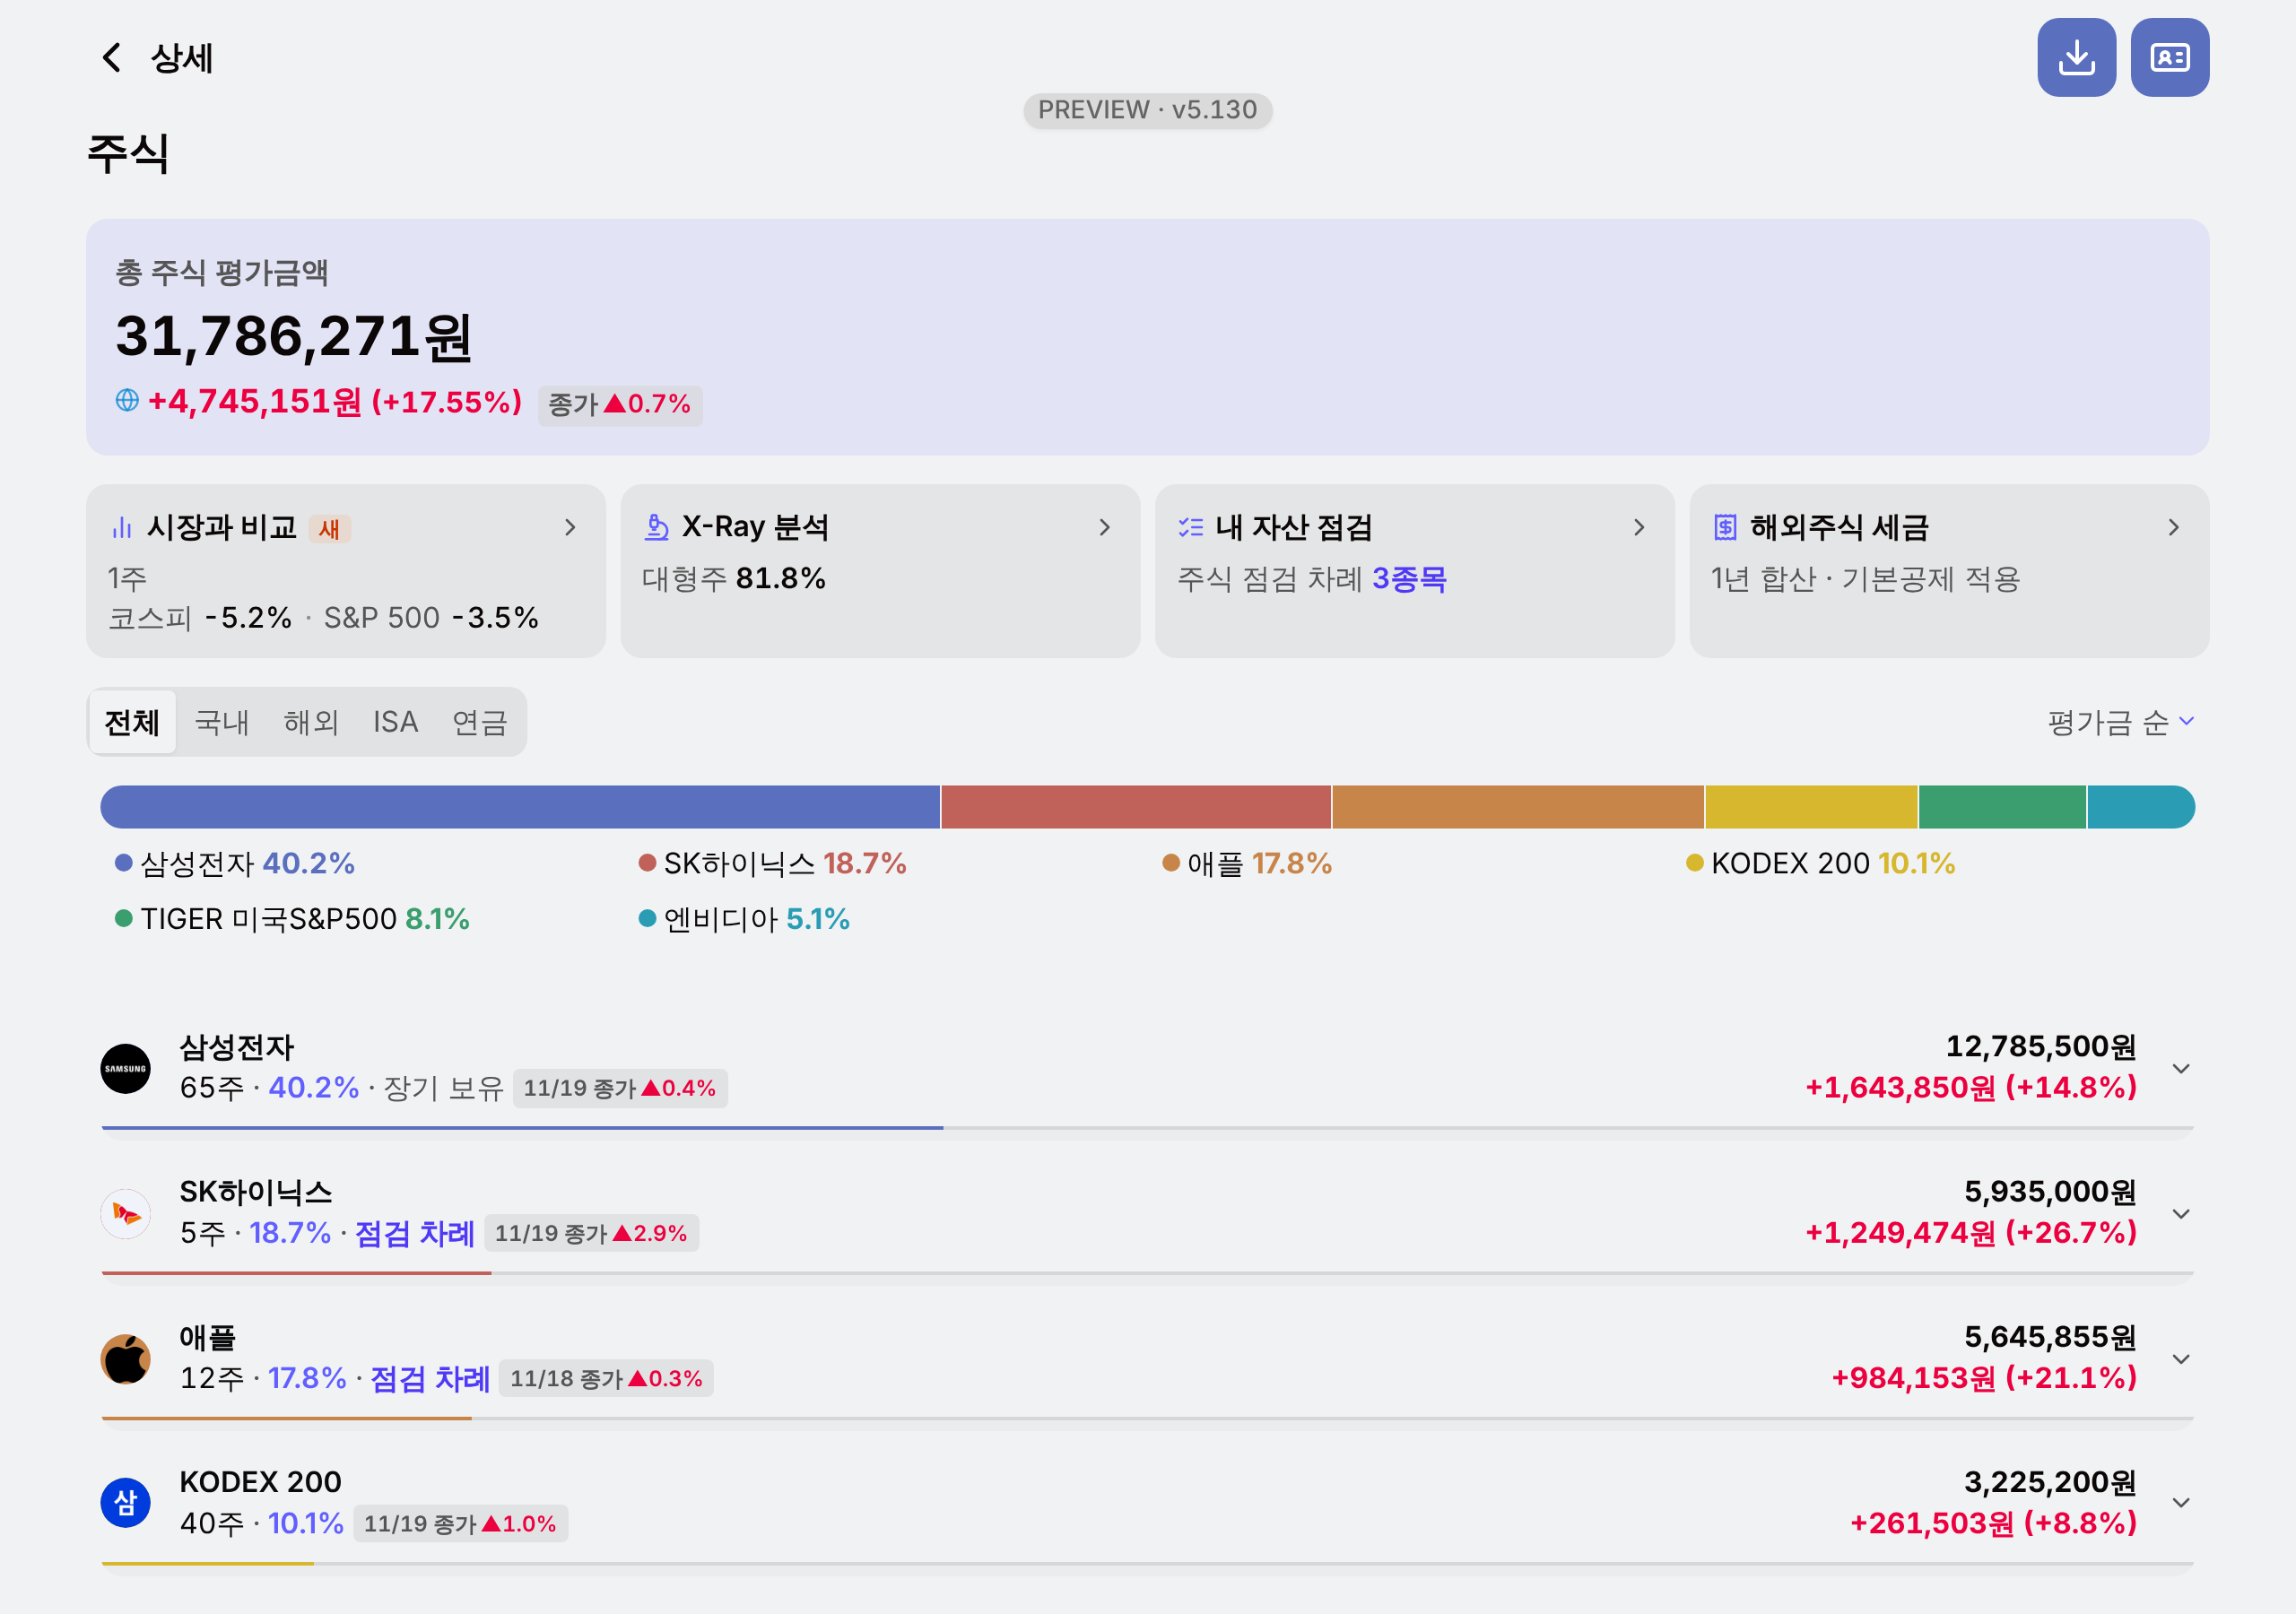 상세
PREVIEW · v5.130
주식
총 주식 평가금액
31,786,271원
+4,745,151원 (+17.55%) 종가 ▲0.7%
시장과 비교 새
1주
코스피 -5.2% · S&P 500 -3.5%
X-Ray 분석
대형주 81.8%
내 자산 점검
주식 점검 차례 3종목
해외주식 세금
1년 합산 · 기본공제 적용
전체 국내 해외 ISA 연금
평가금 순
삼성전자 40.2%
SK하이닉스 18.7%
애플 17.8%
KODEX 200 10.1%
TIGER 미국S&P500 8.1%
엔비디아 5.1%
SAMSUNG
삼성전자
65주 · 40.2% · 장기 보유 11/19 종가 ▲0.4%
12,785,500원
+1,643,850원 (+14.8%)
SK하이닉스
5주 · 18.7% · 점검 차례 11/19 종가 ▲2.9%
5,935,000원
+1,249,474원 (+26.7%)
애플
12주 · 17.8% · 점검 차례 11/18 종가 ▲0.3%
5,645,855원
+984,153원 (+21.1%)
삼
KODEX 200
40주 · 10.1% 11/19 종가 ▲1.0%
3,225,200원
+261,503원 (+8.8%)